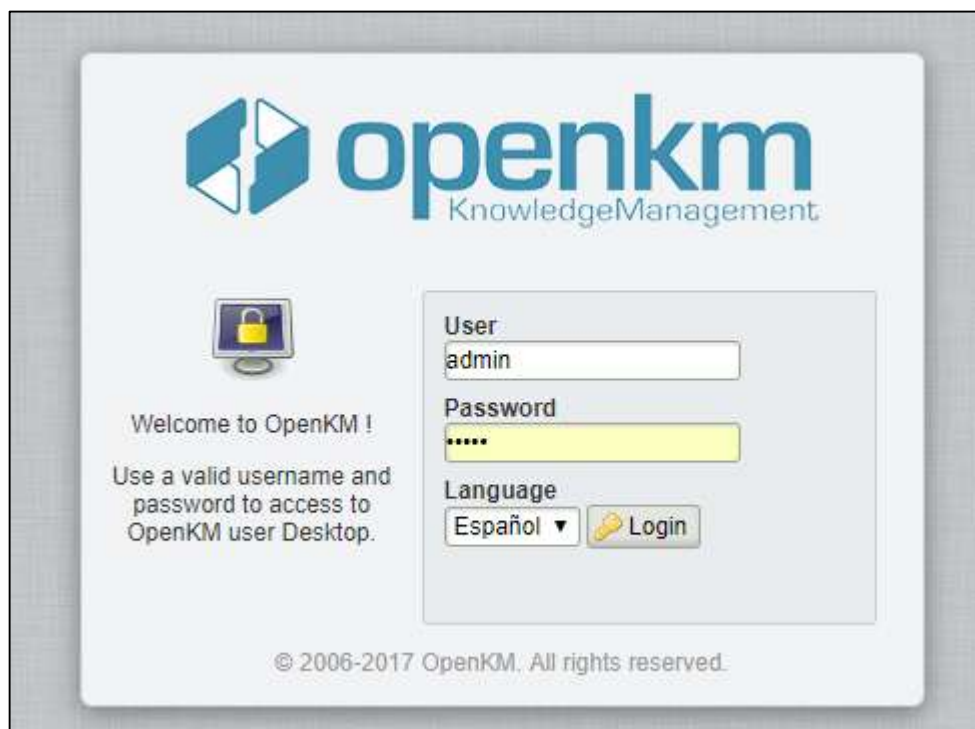 openkm
KnowledgeManagement
Welcome to OpenKM !
Use a valid username and
password to access to
OpenKM user Desktop.
User
admin
Password
•••••
Language
Español ▼
Login
© 2006-2017 OpenKM. All rights reserved.